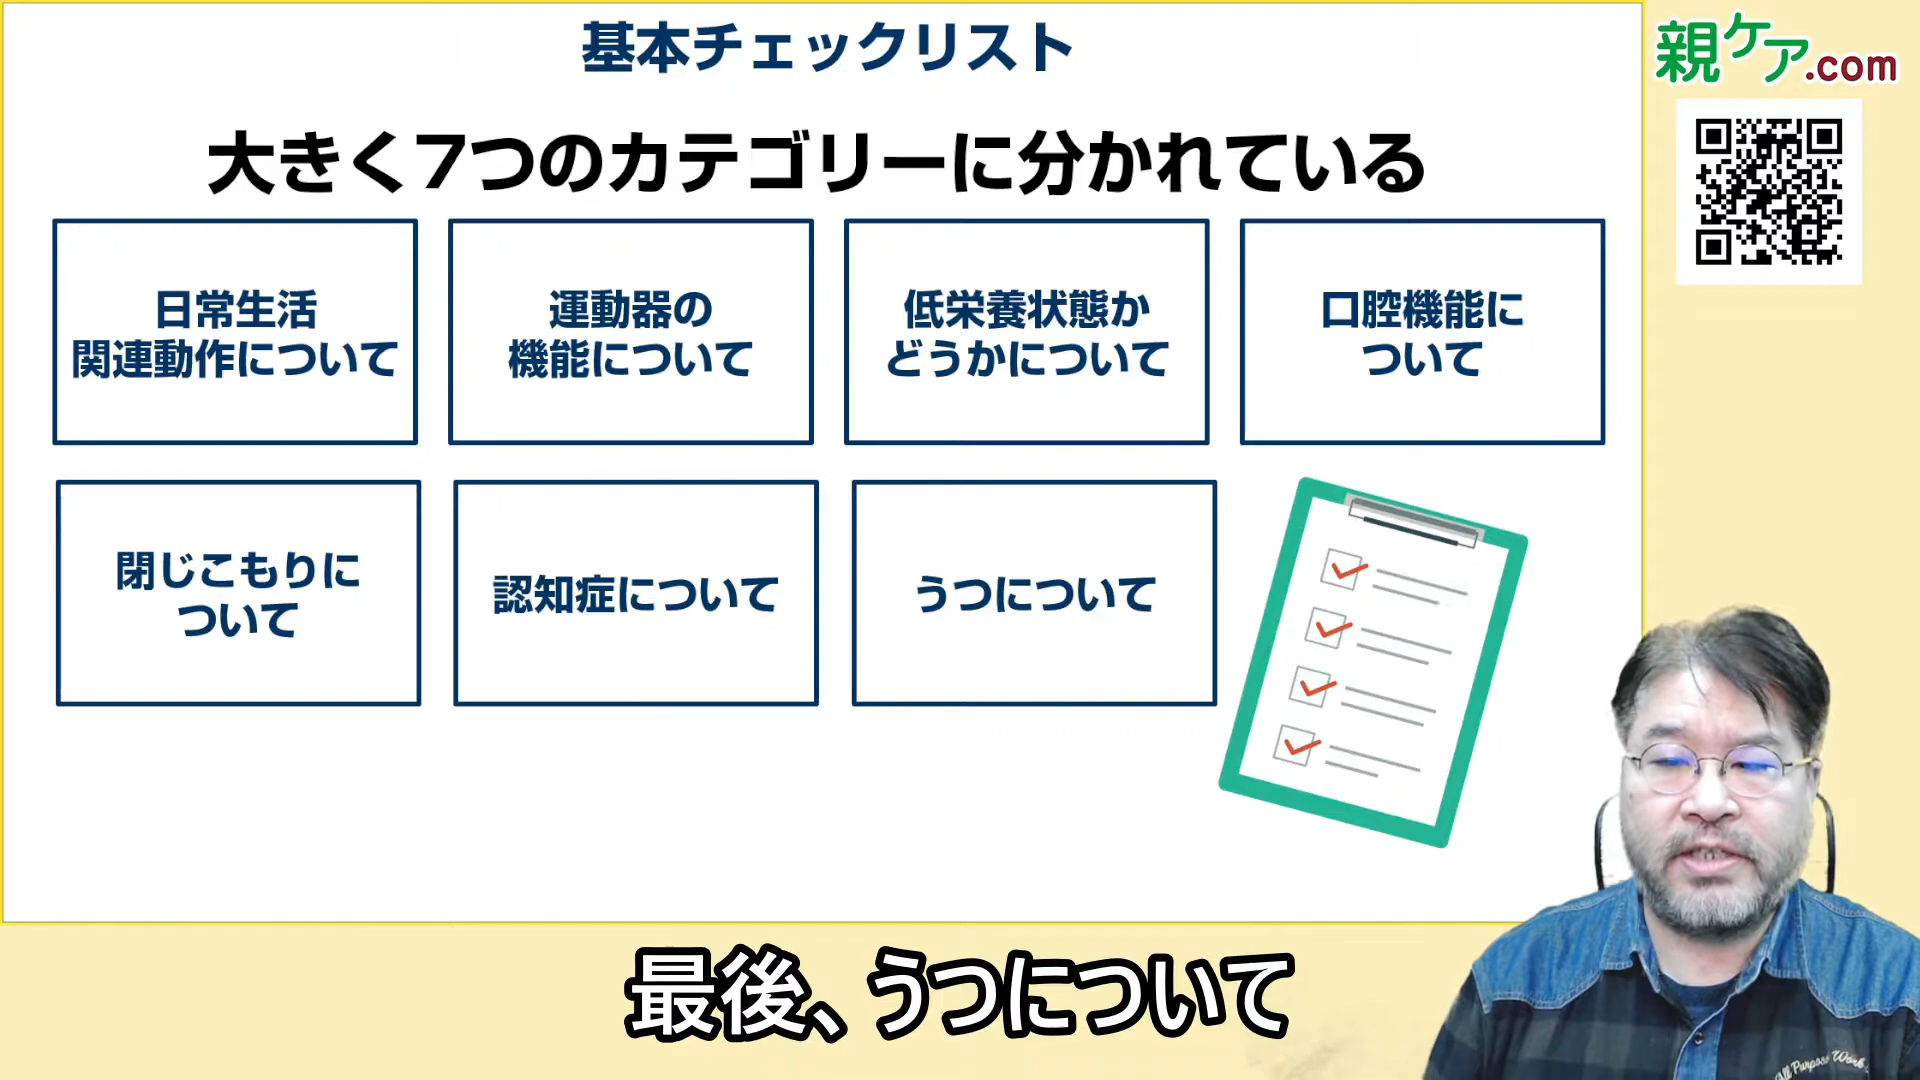 基本チェックリスト
親ケア.com
大きく7つのカテゴリーに分かれている
日常生活
関連動作について
運動器の
機能について
低栄養状態か
どうかについて
口腔機能に
ついて
閉じこもりに
ついて
認知症について
うつについて
最後、うつについて
All Purpose Work